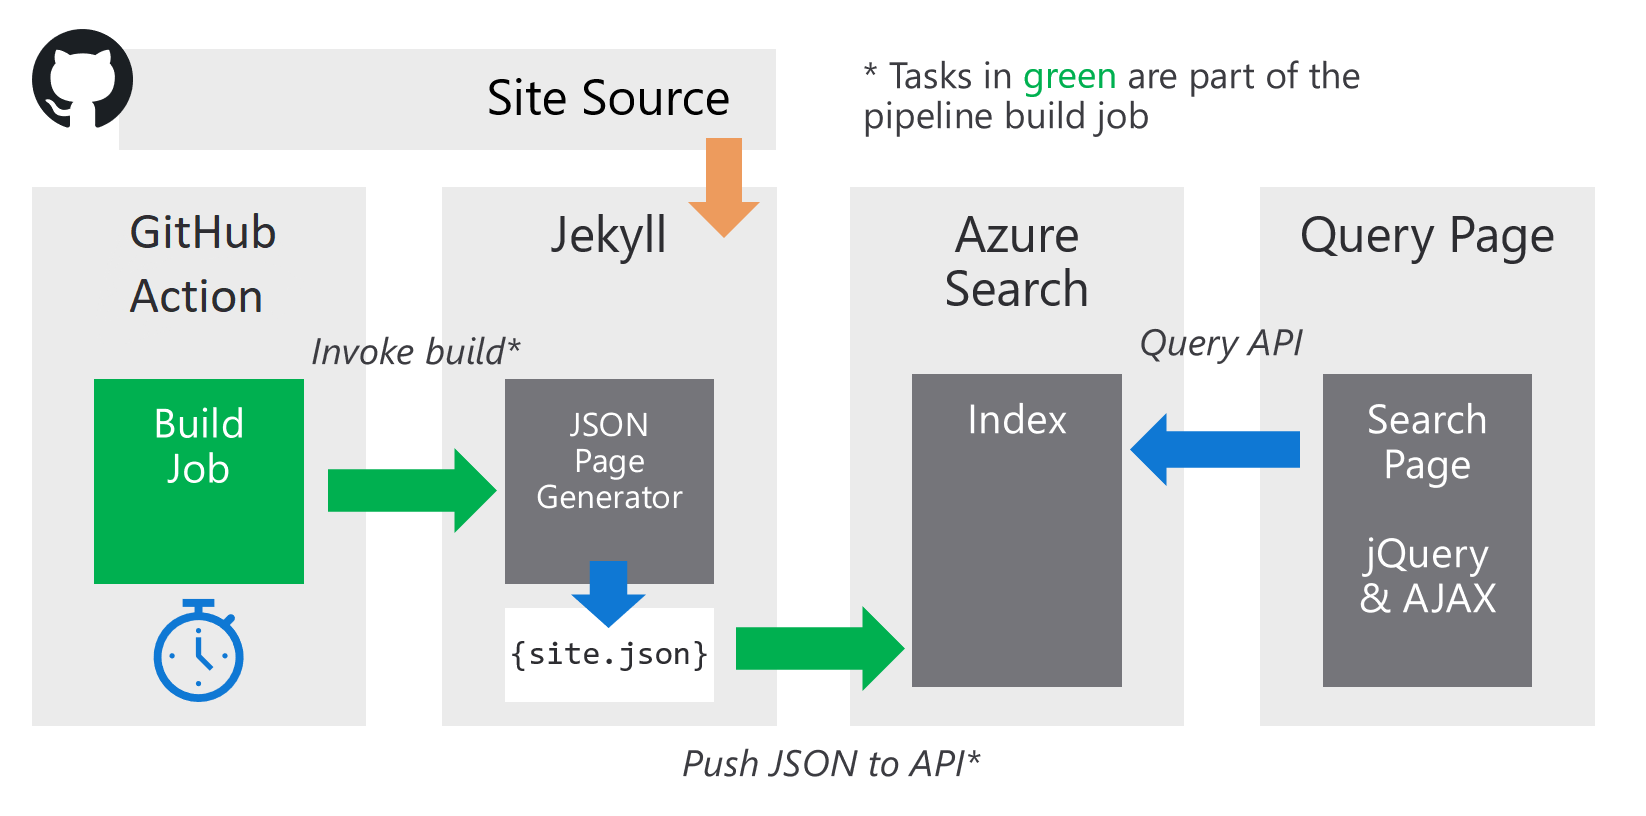 Site Source
* Tasks in green are part of the
pipeline build job
GitHub
Action
Jekyll
Azure
Search
Query Page
Invoke build*
Query API
Build
Job
JSON
Page
Generator
Index
Search
Page
jQuery
& AJAX
{site.json}
Push JSON to API*